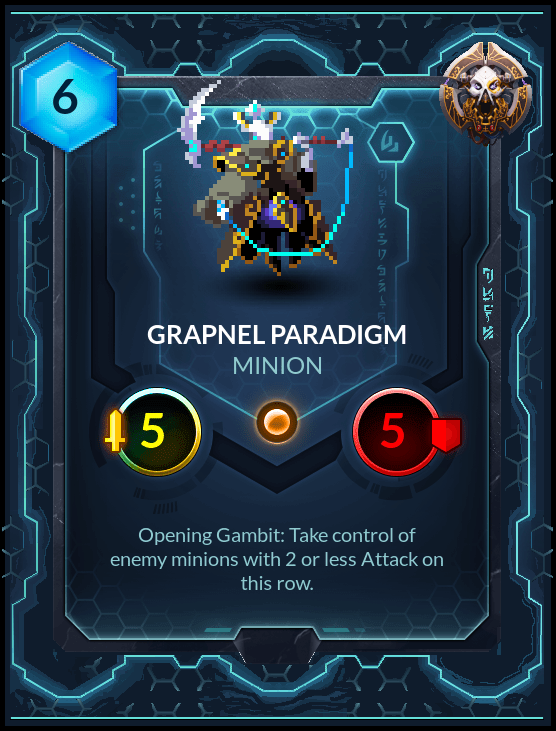 6
GRAPNEL PARADIGM
MINION
5 5
Opening Gambit: Take control of
enemy minions with 2 or less Attack on
this row.